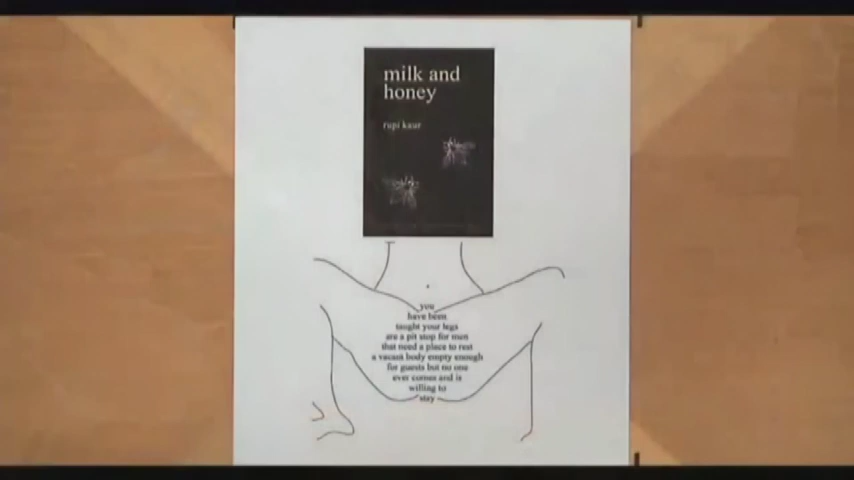 milk and
honey
rupi kaur
you
have been
taught your legs
are a pit stop for men
that need a place to rest
a vacant body empty enough
for guests but no one
ever comes and is
willing to
stay